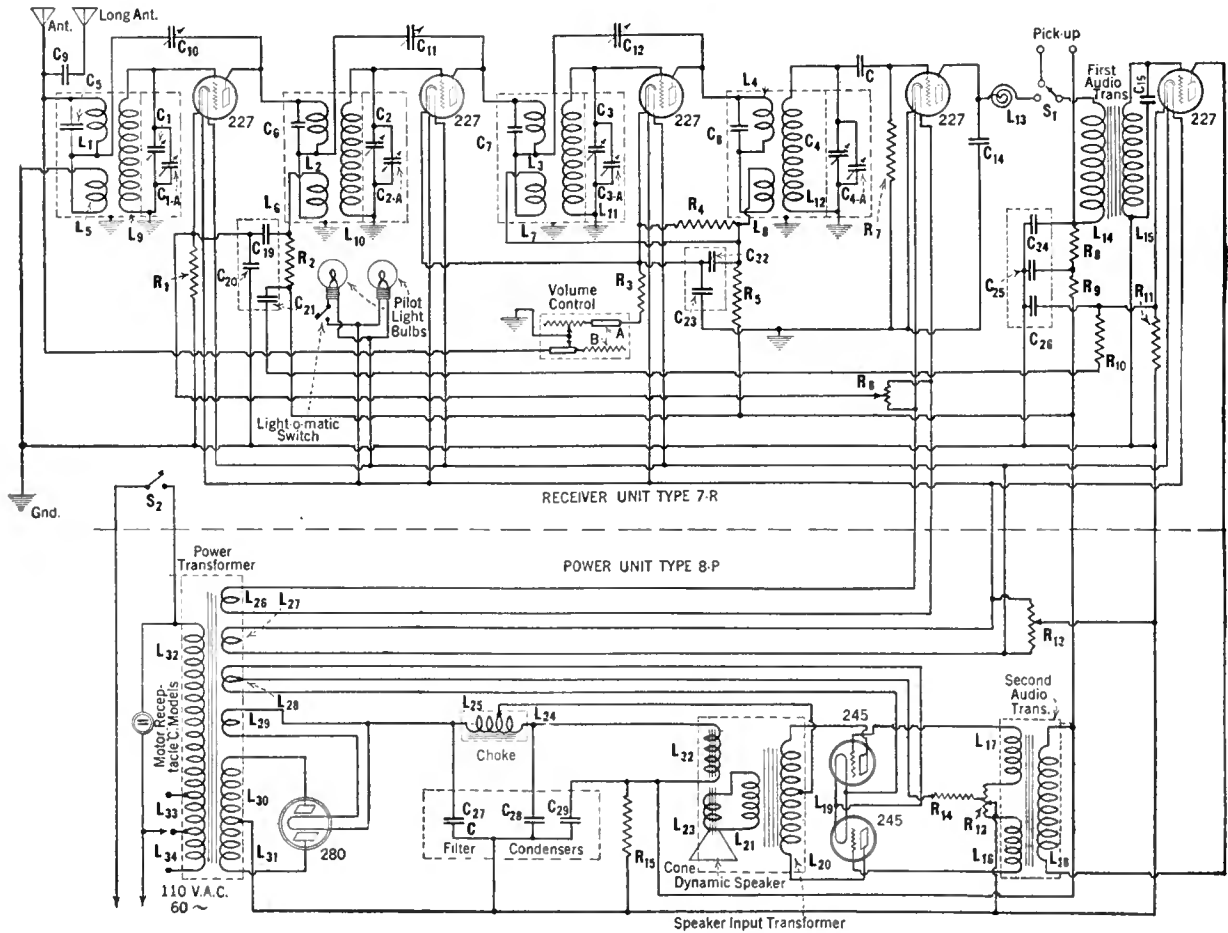 Ant.
Long Ant.
C9
C5
C10
C11
C12
L4
C
Pick-up
First
Audio
Trans.
S1
C15
L13
C14
227
227
227
227
227
L1
C1
C1-A
L5
L9
C6
L2
C2
C2-A
L6
L10
C7
L3
C3
C3-A
L7
L11
C8
C4
C4-A
L12
L8
R7
L14
L15
R1
C19
C20
C21
R2
R4
R3
C32
C23
R5
C24
C25
C26
R8
R9
R10
R11
Pilot
Light
Bulbs
Volume
Control
A
B
R6
Light-o-matic
Switch
S2
Gnd.
RECEIVER UNIT TYPE 7-R
POWER UNIT TYPE 8-P
Power
Transformer
L26
L27
L28
L29
L30
L31
L32
L33
L34
Motor Recep-
tacle C.Models
110 V.A.C.
60 ~
280
L25
L24
Choke
C27
C
C28
C29
Filter
Condensers
R15
L32
L23
L21
L19
L20
Cone
Dynamic Speaker
Speaker Input Transformer
245
245
R12
Second
Audio
Trans.
L17
R14
R13
L16
L18